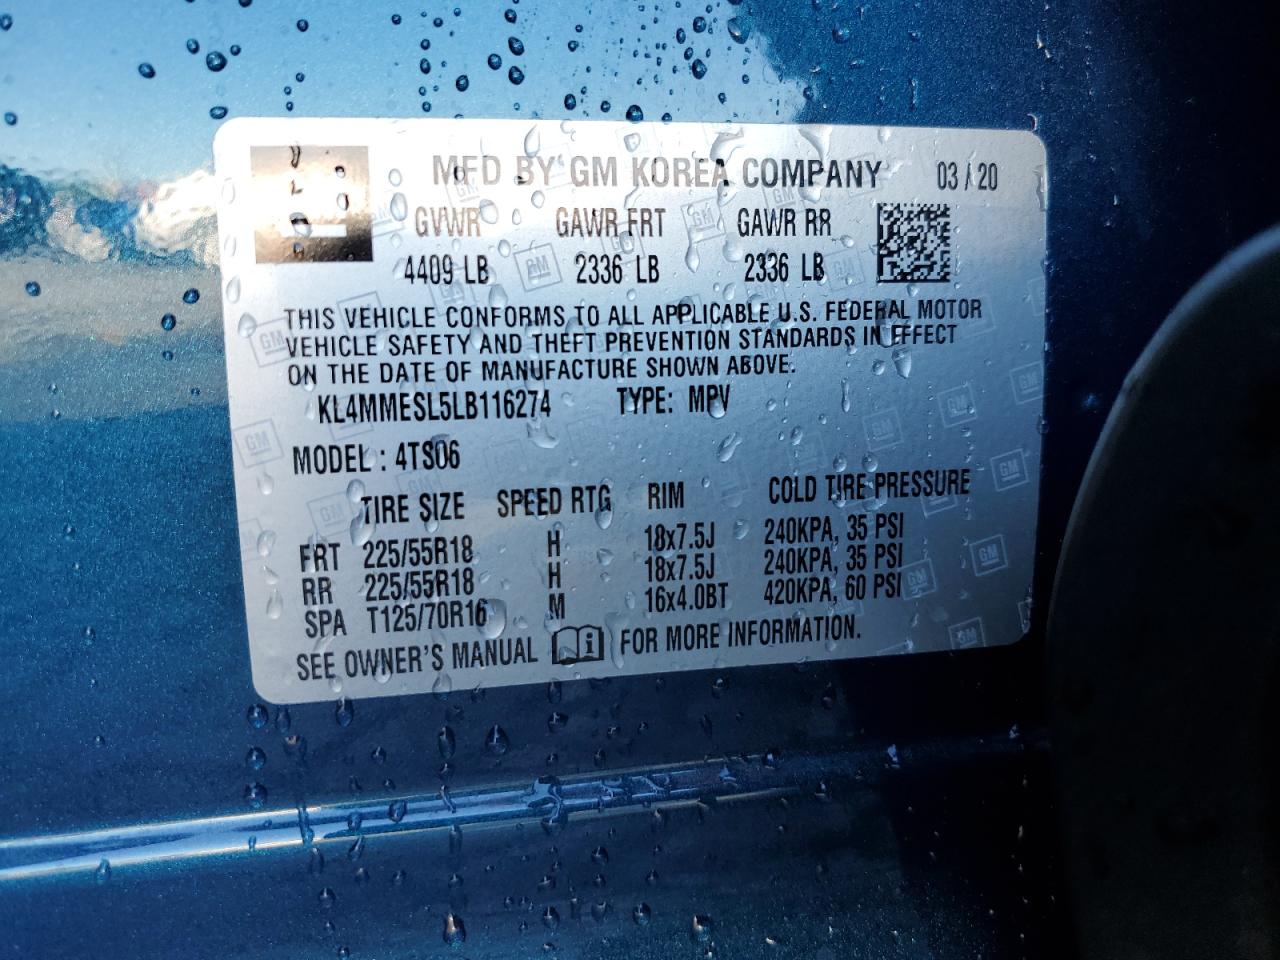 MFD BY GM KOREA COMPANY 03/20
GVWR GAWR FRT GAWR RR
4409 LB 2336 LB 2336 LB
THIS VEHICLE CONFORMS TO ALL APPLICABLE U.S. FEDERAL MOTOR
VEHICLE SAFETY AND THEFT PREVENTION STANDARDS IN EFFECT
ON THE DATE OF MANUFACTURE SHOWN ABOVE.
KL4MMESL5LB116274 TYPE: MPV
MODEL : 4TS06
TIRE SIZE SPEED RTG RIM COLD TIRE PRESSURE
FRT 225/55R18 H 18x7.5J 240KPA, 35 PSI
RR 225/55R18 H 18x7.5J 240KPA, 35 PSI
SPA T125/70R16 M 16x4.0BT 420KPA, 60 PSI
SEE OWNER'S MANUAL FOR MORE INFORMATION.